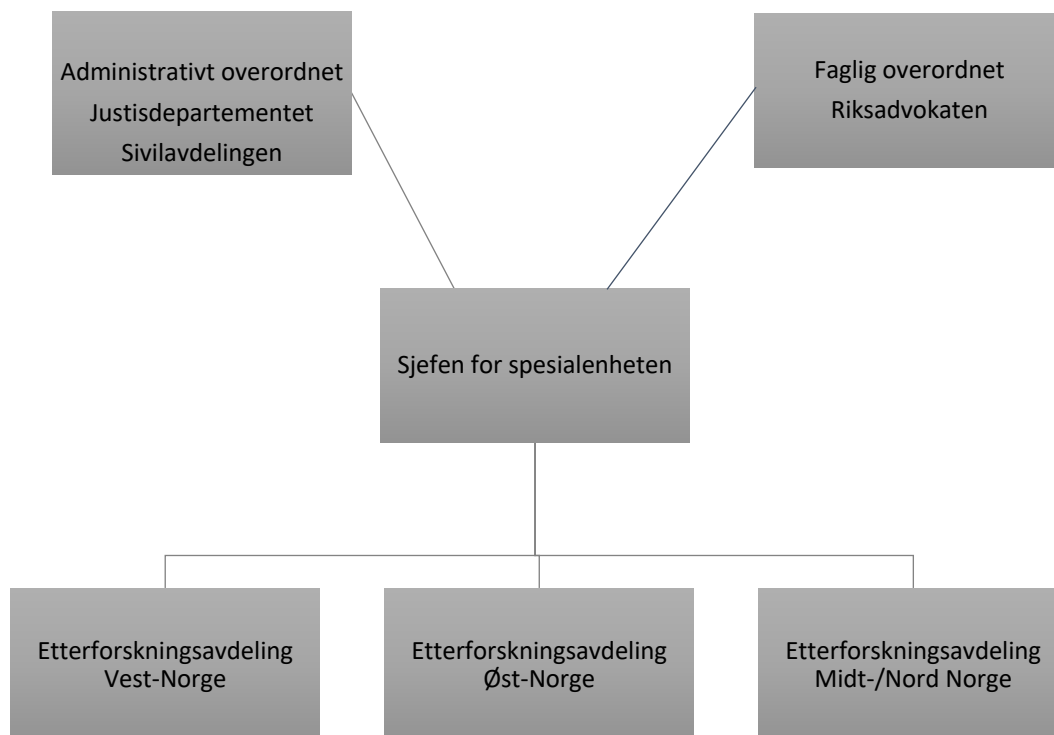 Administrativt overordnet
Justisdepartementet
Sivilavdelingen
Faglig overordnet
Riksadvokaten
Sjefen for spesialenheten
Etterforskningsavdeling
Vest-Norge
Etterforskningsavdeling
Øst-Norge
Etterforskningsavdeling
Midt-/Nord Norge